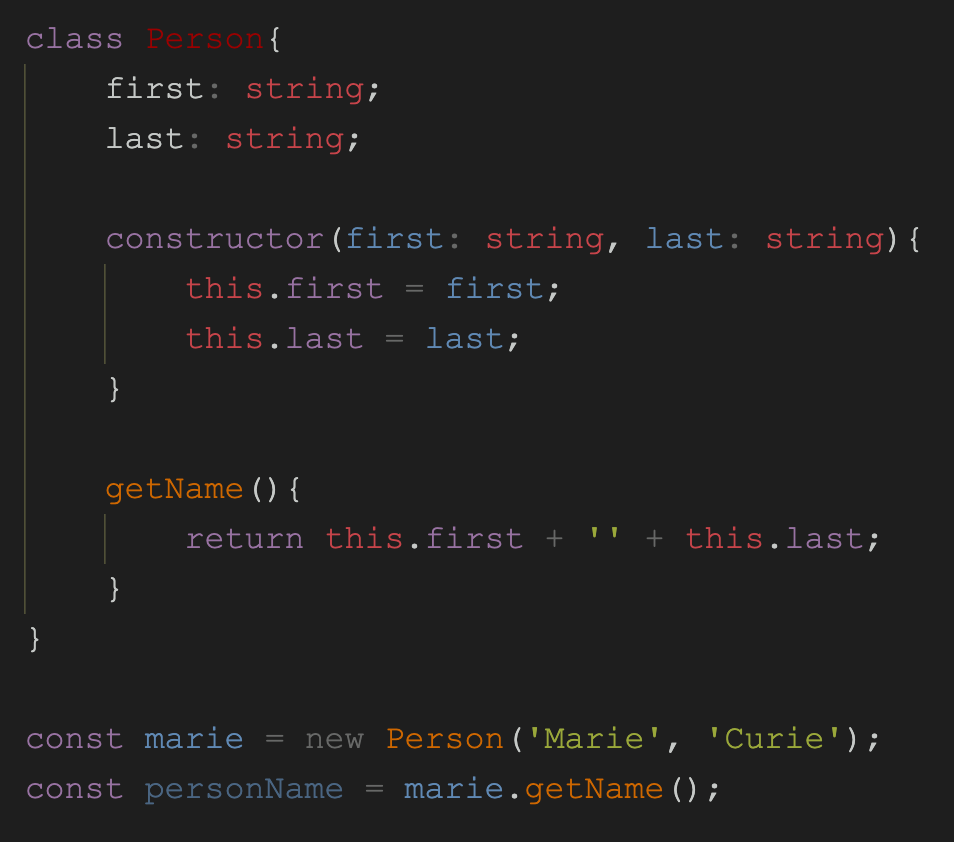 class Person{
    first: string;
    last: string;

    constructor(first: string, last: string){
        this.first = first;
        this.last = last;
    }

    getName(){
        return this.first + '' + this.last;
    }
}

const marie = new Person('Marie', 'Curie');
const personName = marie.getName();